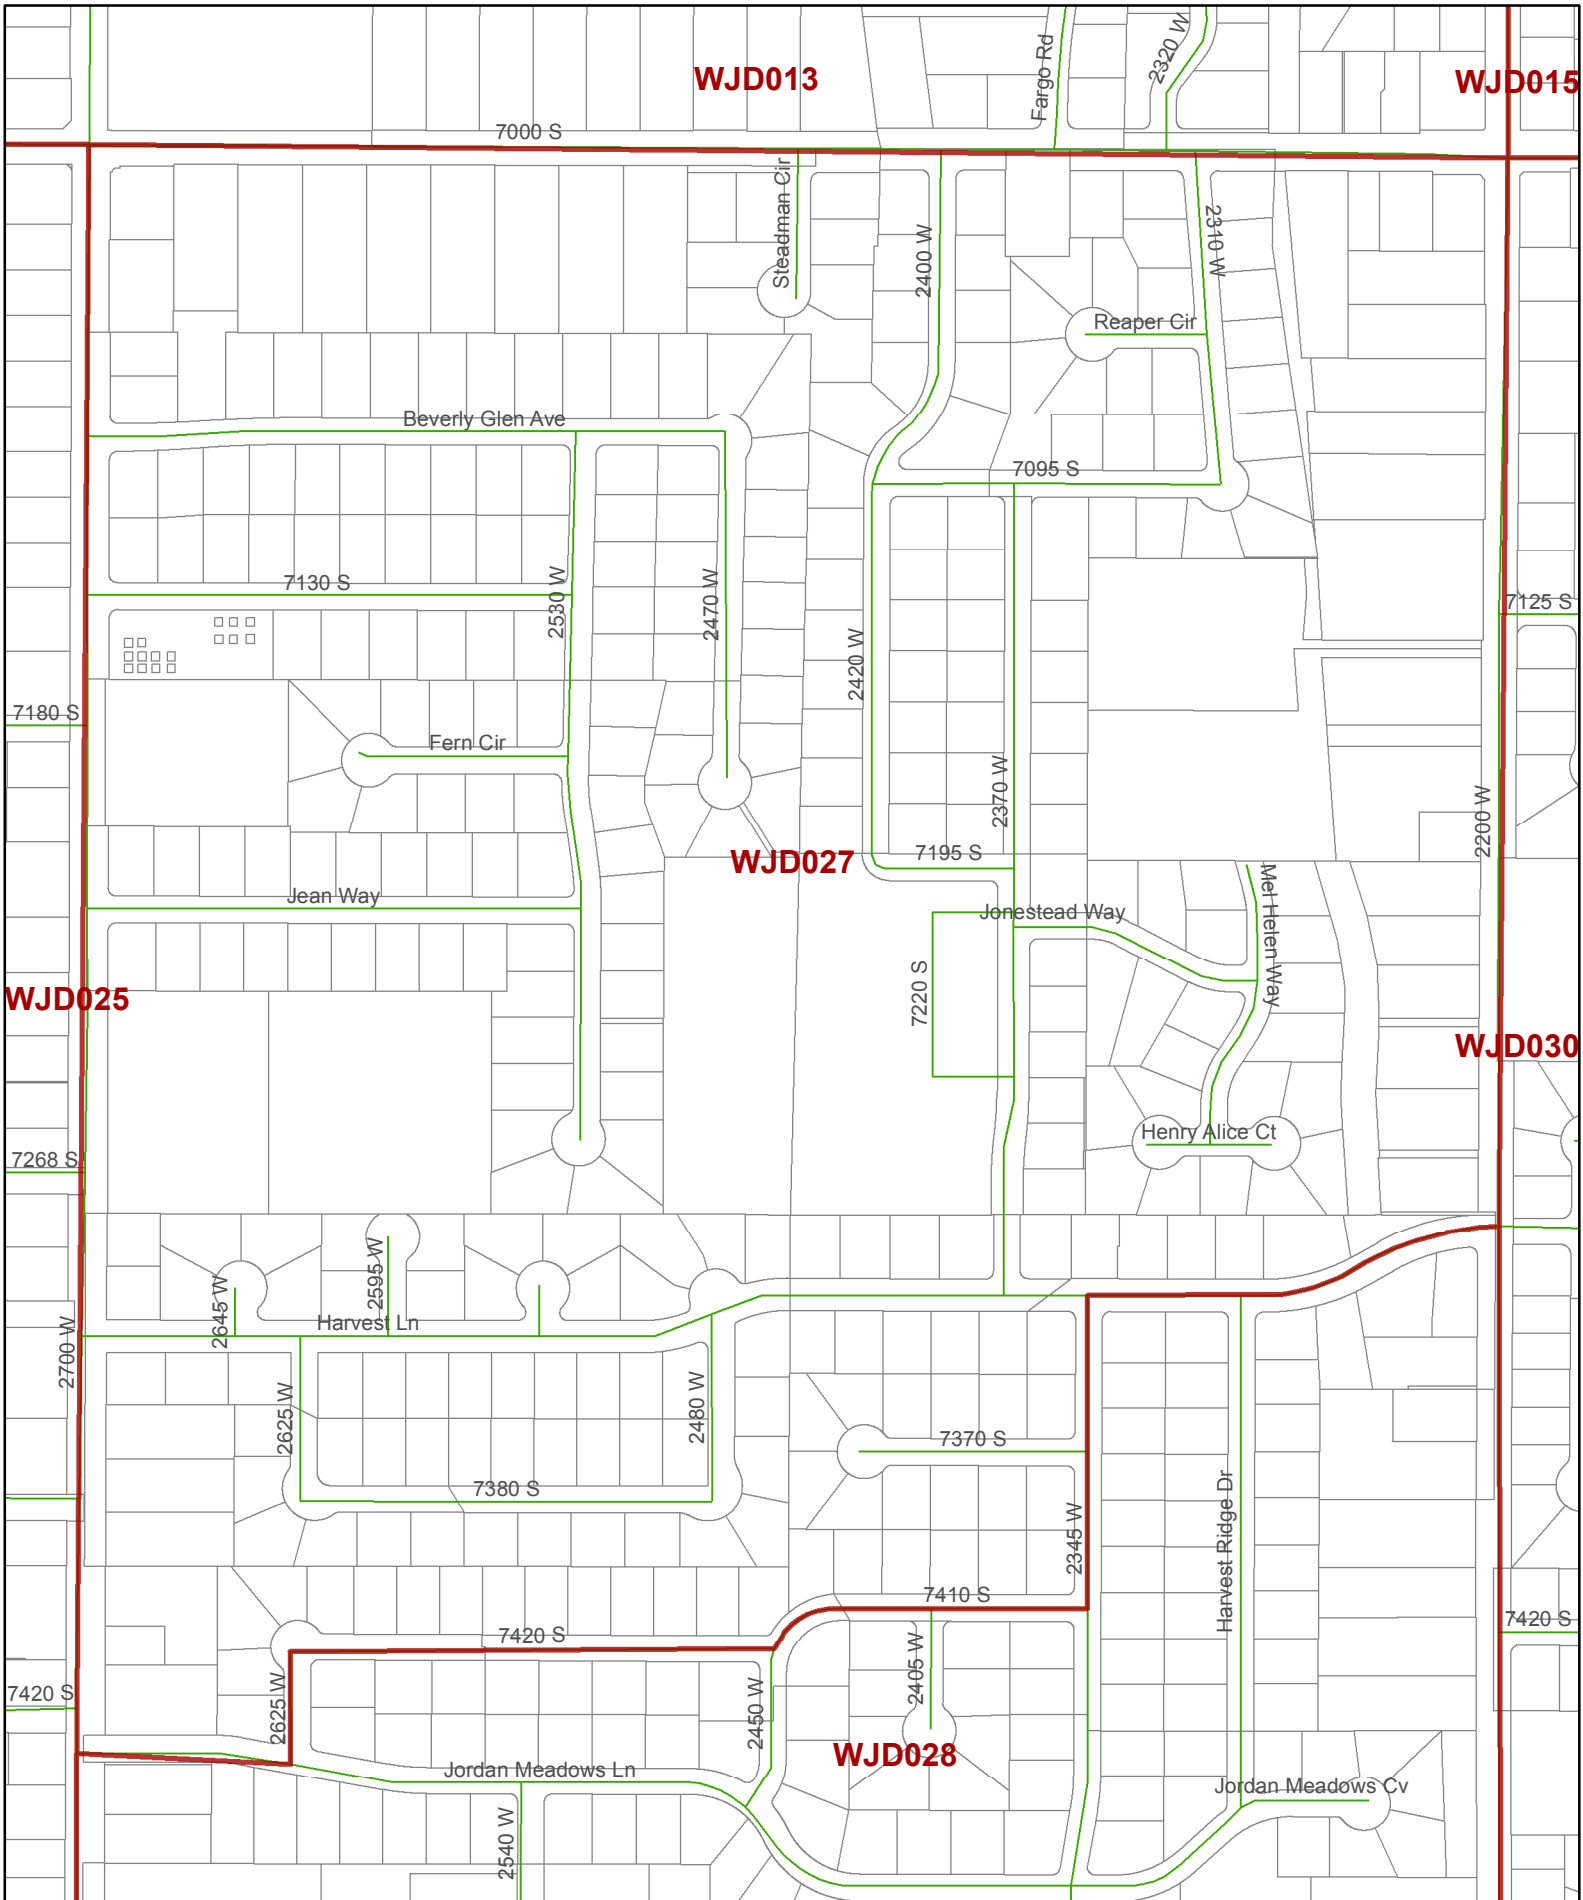 WJD013
WJD015
Fargo Rd
2320 W
7000 S
Steadman Cir
2400 W
2310 W
Reaper Cir
Beverly Glen Ave
7095 S
7130 S
2530 W
2470 W
2420 W
7125 S
7180 S
Fern Cir
2370 W
2200 W
7195 S
WJD027
Jean Way
Jonestead Way
Mel Helen Way
7220 S
WJD025
WJD030
Henry Alice Ct
7268 S
2645 W
2595 W
Harvest Ln
2700 W
2625 W
2480 W
7370 S
7380 S
2345 W
Harvest Ridge Dr
7410 S
7420 S
7420 S
2405 W
7420 S
2625 W
2450 W
WJD028
Jordan Meadows Ln
Jordan Meadows Cv
2540 W